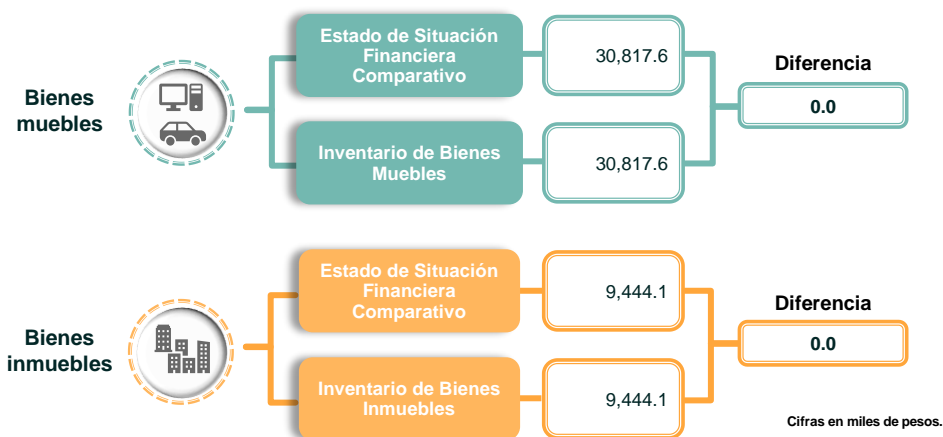 Bienes
muebles
Estado de Situación
Financiera
Comparativo
30,817.6
Inventario de Bienes
Muebles
30,817.6
Diferencia
0.0
Bienes
inmuebles
Estado de Situación
Financiera
Comparativo
9,444.1
Inventario de Bienes
Inmuebles
9,444.1
Diferencia
0.0
Cifras en miles de pesos.